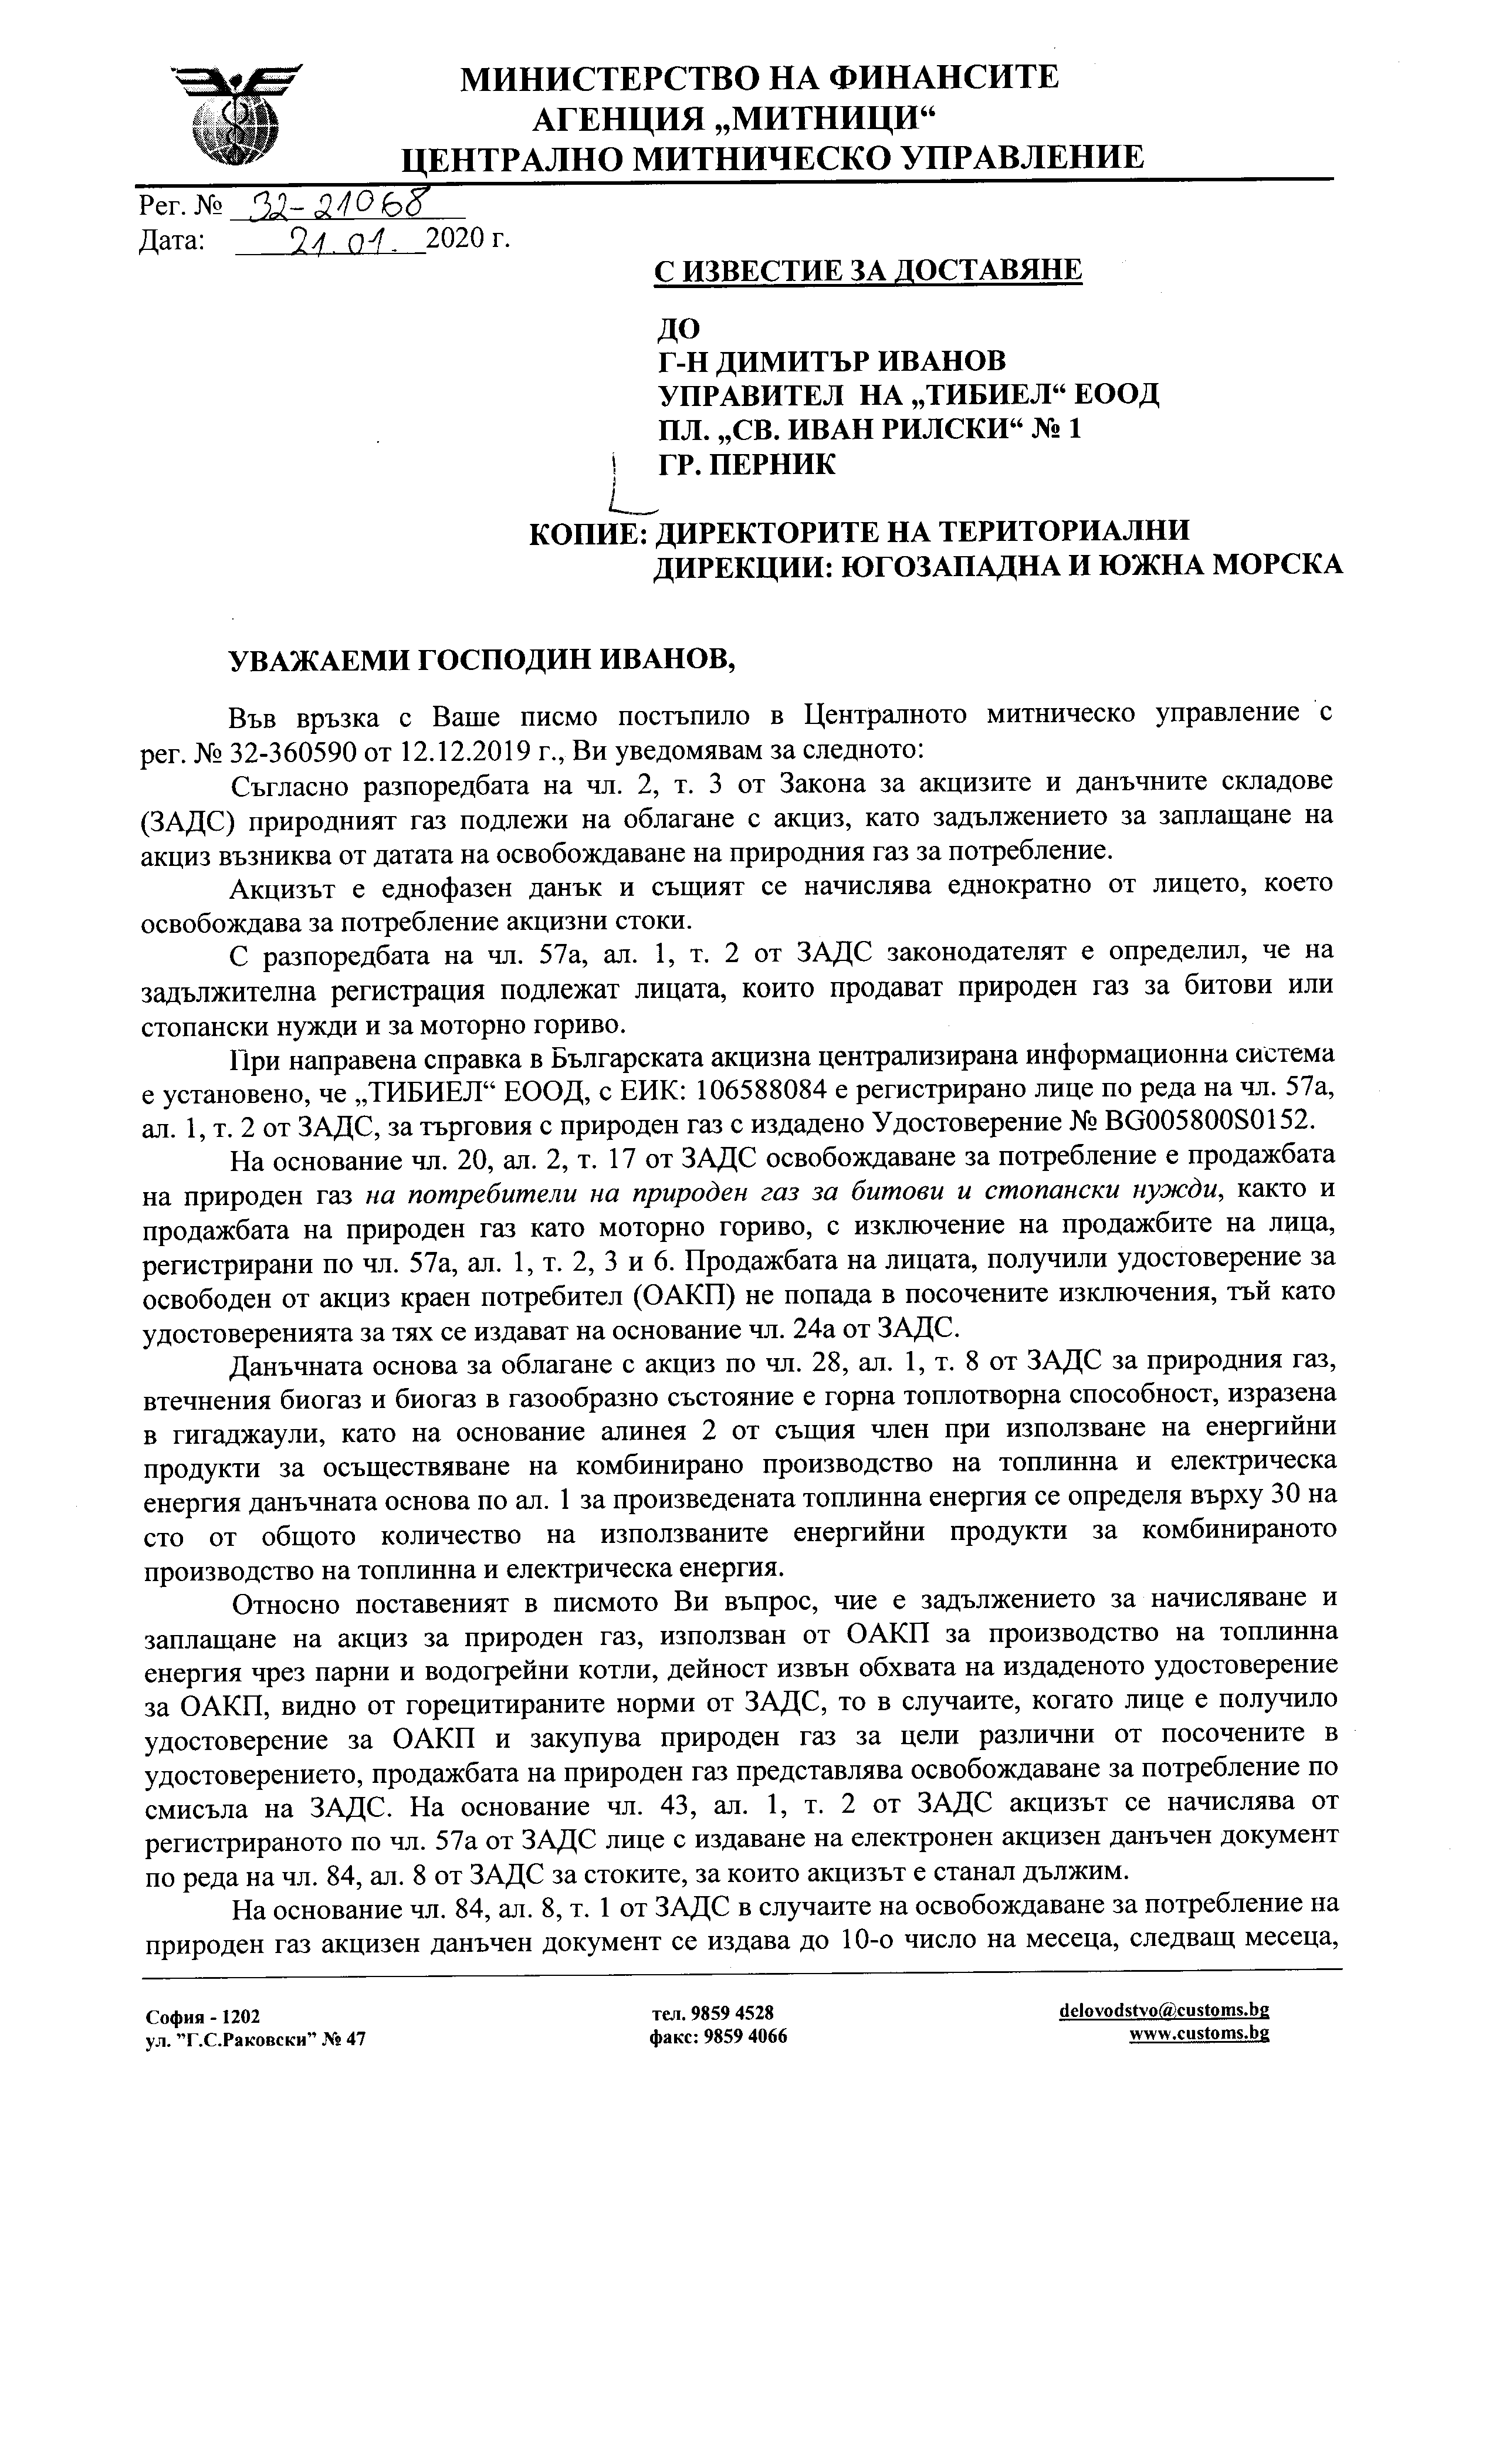 МИНИСТЕРСТВО НА ФИНАНСИТЕ
АГЕНЦИЯ „МИТНИЦИ“
ЦЕНТРАЛНО МИТНИЧЕСКО УПРАВЛЕНИЕ
Рег. № 32-21068
Дата: 21.01. 2020 г.
С ИЗВЕСТИЕ ЗА ДОСТАВЯНЕ
ДО
Г-Н ДИМИТЪР ИВАНОВ
УПРАВИТЕЛ НА „ТИБИЕЛ“ ЕООД
ПЛ. „СВ. ИВАН РИЛСКИ“ № 1
ГР. ПЕРНИК
КОПИЕ: ДИРЕКТОРИТЕ НА ТЕРИТОРИАЛНИ
ДИРЕКЦИИ: ЮГОЗАПАДНА И ЮЖНА МОРСКА
УВАЖАЕМИ ГОСПОДИН ИВАНОВ,
Във връзка с Ваше писмо постъпило в Централното митническо управление с
рег. № 32-360590 от 12.12.2019 г., Ви уведомявам за следното:
Съгласно разпоредбата на чл. 2, т. 3 от Закона за акцизите и данъчните складове
(ЗАДС) природният газ подлежи на облагане с акциз, като задължението за заплащане на
акциз възниква от датата на освобождаване на природния газ за потребление.
Акцизът е еднофазен данък и същият се начислява еднократно от лицето, което
освобождава за потребление акцизни стоки.
С разпоредбата на чл. 57а, ал. 1, т. 2 от ЗАДС законодателят е определил, че на
задължителна регистрация подлежат лицата, които продават природен газ за битови или
стопански нужди и за моторно гориво.
При направена справка в Българската акцизна централизирана информационна система
е установено, че „ТИБИЕЛ“ ЕООД, с ЕИК: 106588084 е регистрирано лице по реда на чл. 57а,
ал. 1, т. 2 от ЗАДС, за търговия с природен газ с издадено Удостоверение № BG005800S0152.
На основание чл. 20, ал. 2, т. 17 от ЗАДС освобождаване за потребление е продажбата
на природен газ на потребители на природен газ за битови и стопански нужди, както и
продажбата на природен газ като моторно гориво, с изключение на продажбите на лица,
регистрирани по чл. 57а, ал. 1, т. 2, 3 и 6. Продажбата на лицата, получили удостоверение за
освободен от акциз краен потребител (ОАКП) не попада в посочените изключения, тъй като
удостоверенията за тях се издават на основание чл. 24а от ЗАДС.
Данъчната основа за облагане с акциз по чл. 28, ал. 1, т. 8 от ЗАДС за природния газ,
втечнения биогаз и биогаз в газообразно състояние е горна топлотворна способност, изразена
в гигаджаули, като на основание алинея 2 от същия член при използване на енергийни
продукти за осъществяване на комбинирано производство на топлинна и електрическа
енергия данъчната основа по ал. 1 за произведената топлинна енергия се определя върху 30 на
сто от общото количество на използваните енергийни продукти за комбинираното
производство на топлинна и електрическа енергия.
Относно поставеният в писмото Ви въпрос, чие е задължението за начисляване и
заплащане на акциз за природен газ, използван от ОАКП за производство на топлинна
енергия чрез парни и водогрейни котли, дейност извън обхвата на издаденото удостоверение
за ОАКП, видно от горецитираните норми от ЗАДС, то в случаите, когато лице е получило
удостоверение за ОАКП и закупува природен газ за цели различни от посочените в
удостоверението, продажбата на природен газ представлява освобождаване за потребление по
смисъла на ЗАДС. На основание чл. 43, ал. 1, т. 2 от ЗАДС акцизът се начислява от
регистрираното по чл. 57а от ЗАДС лице с издаване на електронен акцизен данъчен документ
по реда на чл. 84, ал. 8 от ЗАДС за стоките, за които акцизът е станал дължим.
На основание чл. 84, ал. 8, т. 1 от ЗАДС в случаите на освобождаване за потребление на
природен газ акцизен данъчен документ се издава до 10-о число на месеца, следващ месеца,
София - 1202 тел. 9859 4528 delovodstvo@customs.bg
ул. ”Г.С.Раковски” № 47 факс: 9859 4066 www.customs.bg